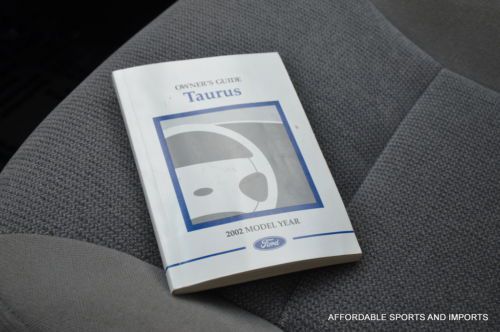 OWNER'S GUIDE
Taurus
2002 MODEL YEAR
Ford
AFFORDABLE SPORTS AND IMPORTS